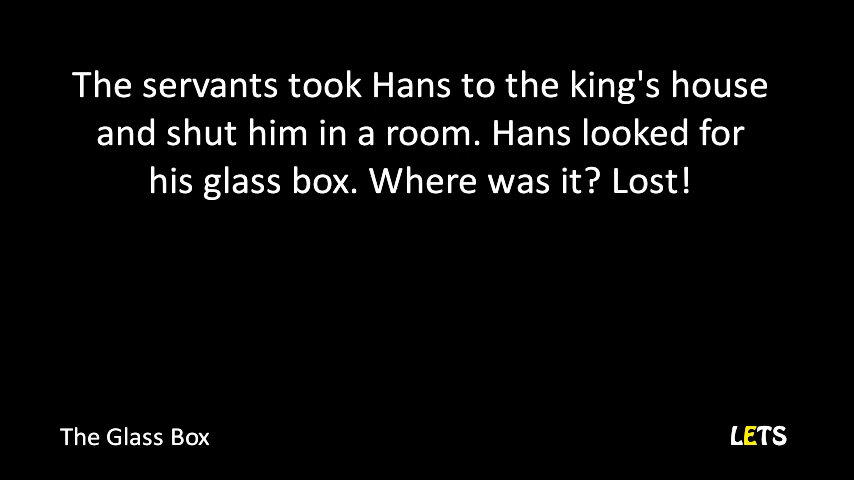 The servants took Hans to the king's house
and shut him in a room. Hans looked for
his glass box. Where was it? Lost!
The Glass Box
LETS